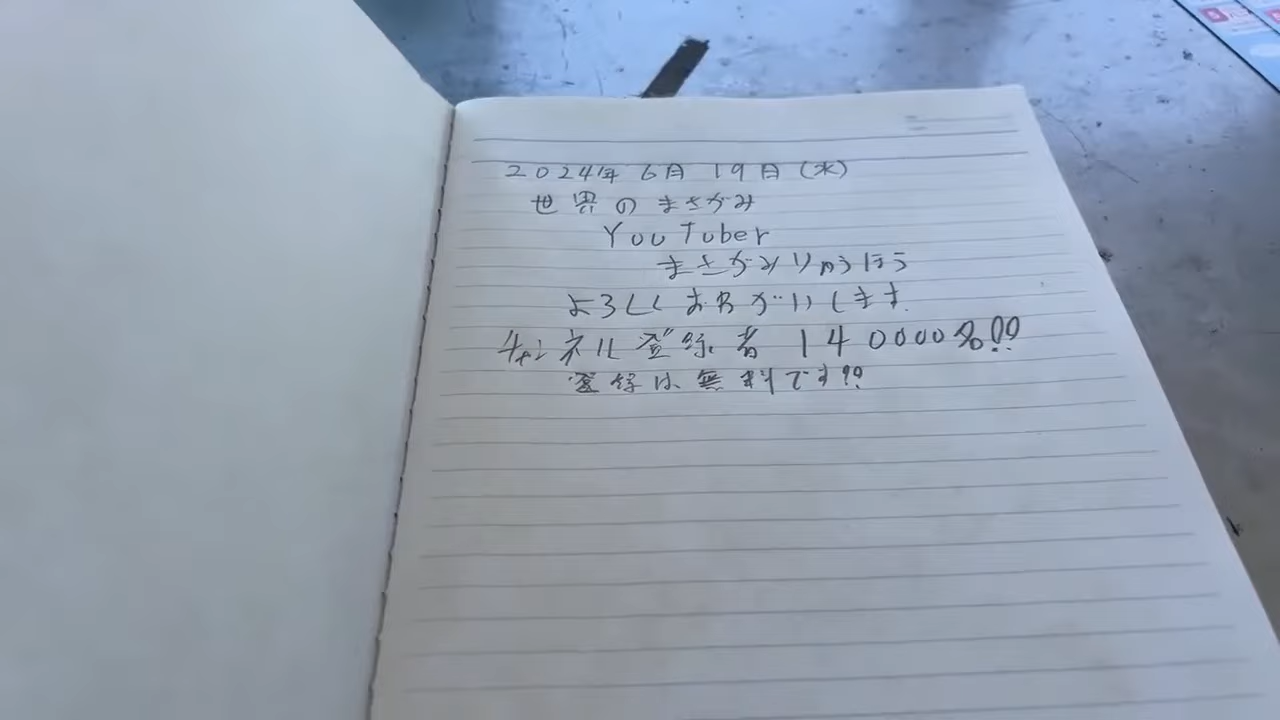 2024年 6月 19日 (水)
世界の まさがみ
YouTuber
まさがみりゅうほう
よろしくおねがいします
チャンネル登録者 140000名!!
登録は無料です!!